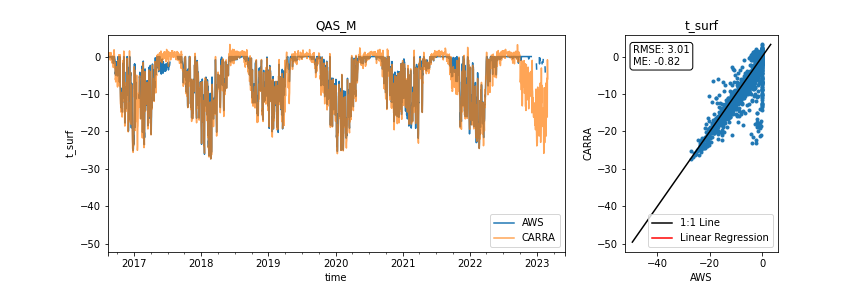 QAS_M
t_surf
0
−10
−20
−30
−40
−50
t_surf
AWS
CARRA
2017
2018
2019
2020
2021
2022
2023
time
t_surf
RMSE: 3.01
ME: -0.82
0
−10
−20
−30
−40
−50
CARRA
1:1 Line
Linear Regression
−40
−20
0
AWS